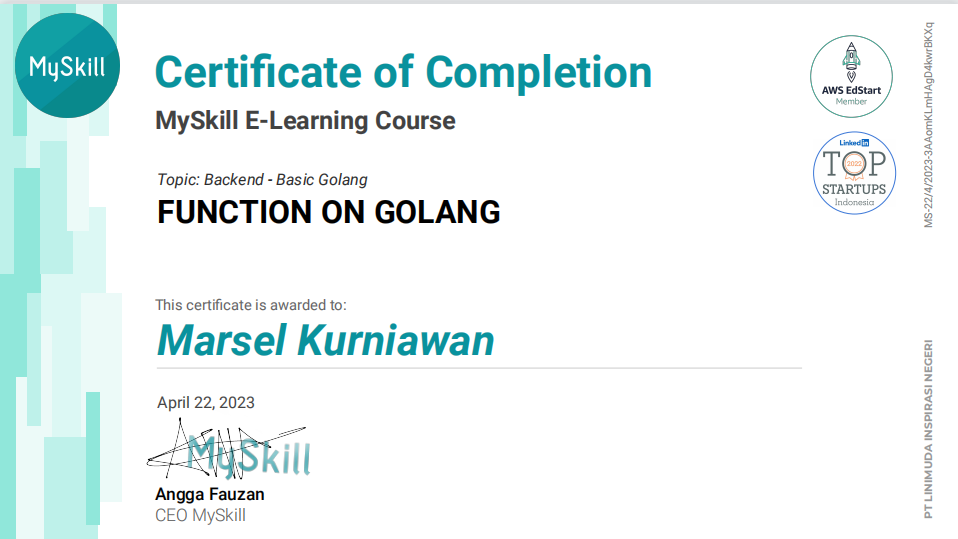 MySkill
Certificate of Completion
MySkill E-Learning Course
Topic: Backend - Basic Golang
FUNCTION ON GOLANG
This certificate is awarded to:
Marsel Kurniawan
April 22, 2023
MySkill
Angga Fauzan
CEO MySkill
AWS EdStart
Member
LinkedIn
TOP
2022
STARTUPS
Indonesia
MS-22/4/2023-3AAomKLmHAgD4kwrBKXq
PT LINIMUDA INSPIRASI NEGERI